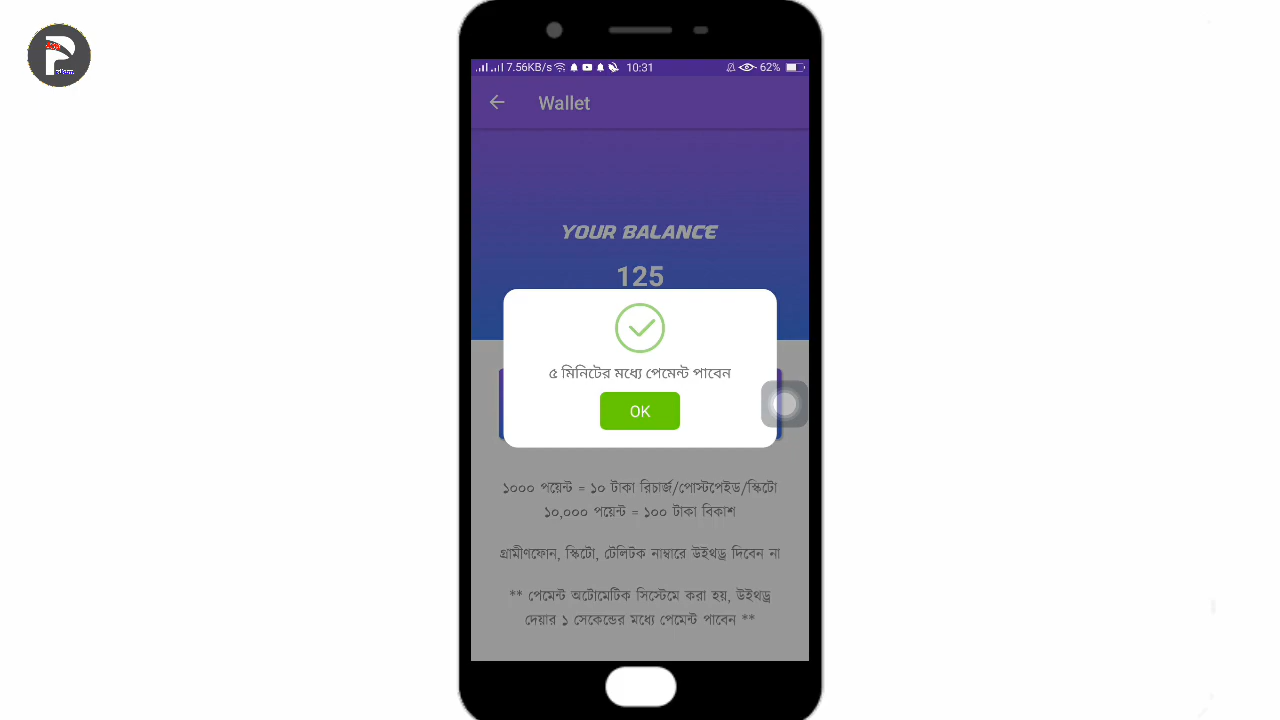 7.56KB/s 10:31 62%
Wallet
YOUR BALANCE
125
৫ মিনিটের মধ্যে পেমেন্ট পাবেন
OK
১০০০ পয়েন্ট = ১০ টাকা রিচার্জ/পোস্টপেইড/স্কিটো
১০,০০০ পয়েন্ট = ১০০ টাকা বিকাশ
গ্রামীণফোন, স্কিটো, টেলিটক নাম্বারে উইথড্র দিবেন না
** পেমেন্ট অটোমেটিক সিস্টেমে করা হয়, উইথড্র
দেয়ার ১ সেকেন্ডের মধ্যে পেমেন্ট পাবেন **